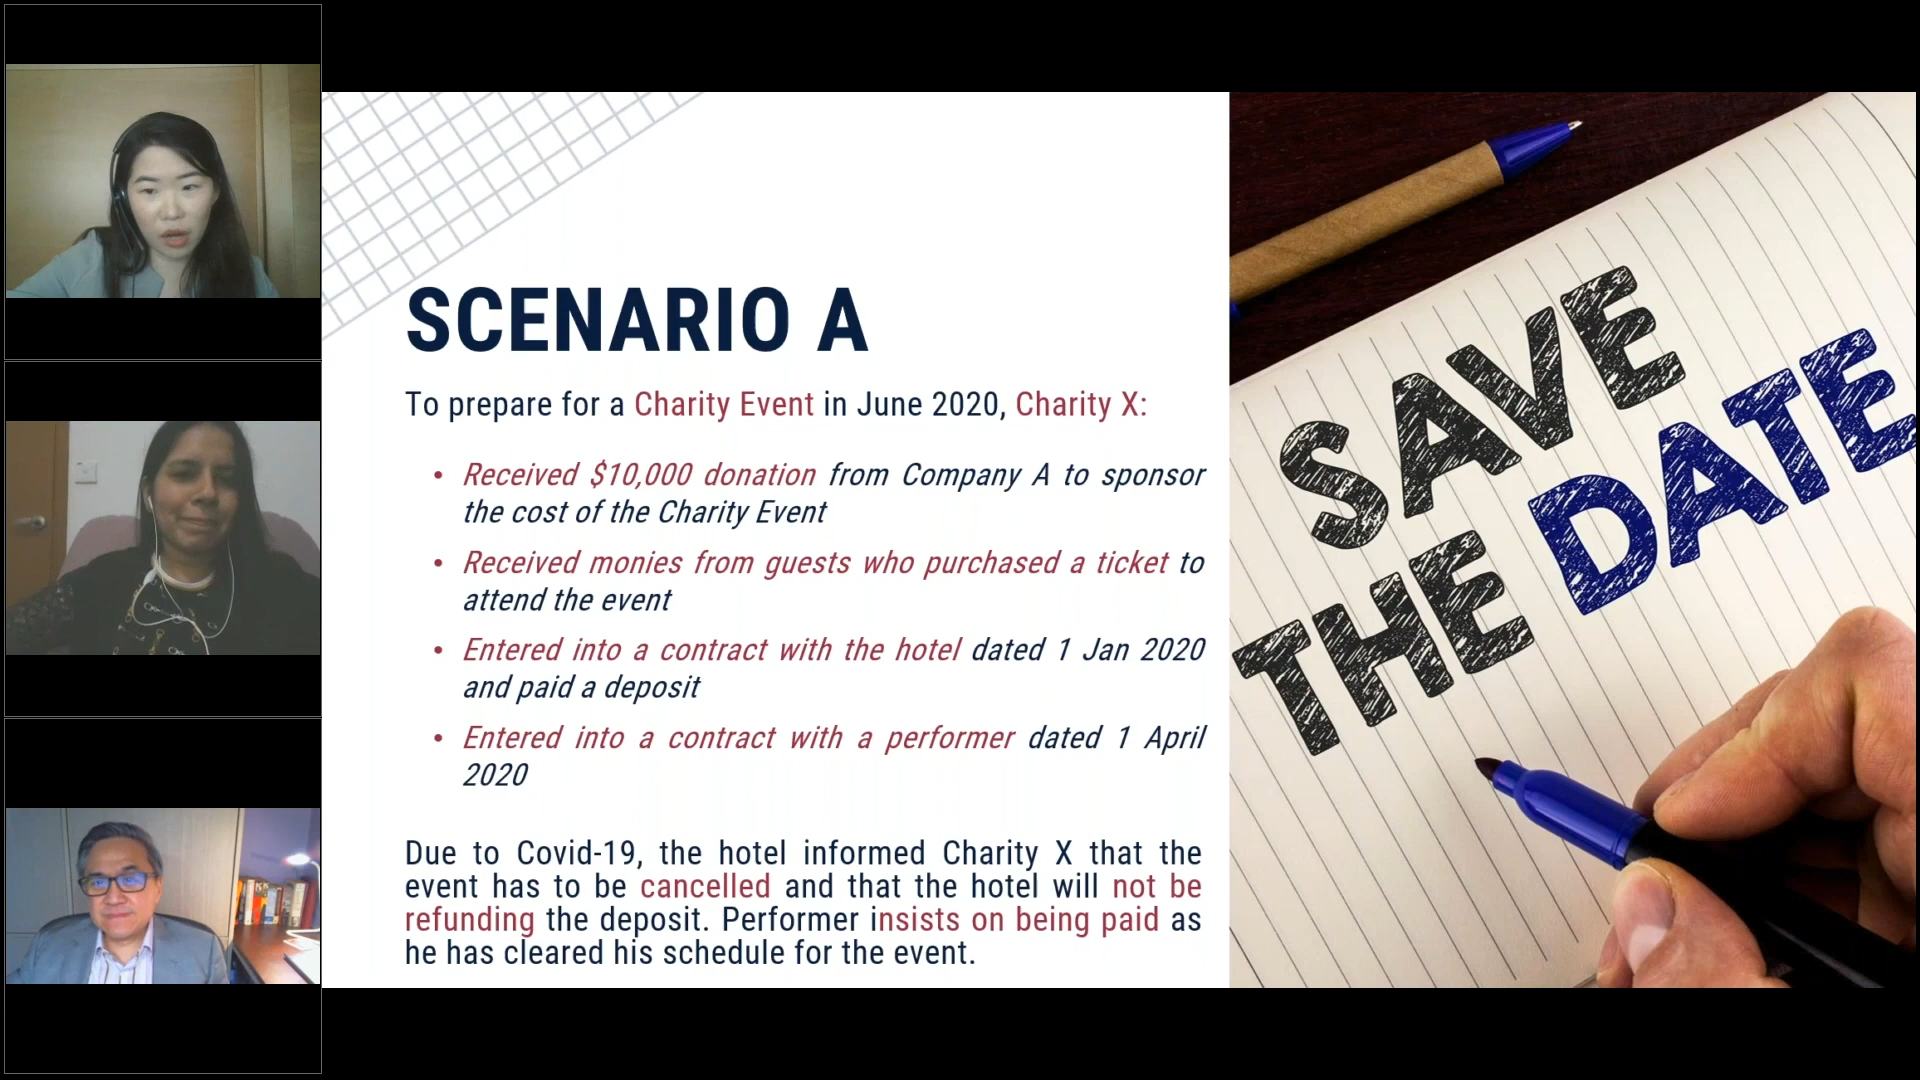 SCENARIO A
To prepare for a Charity Event in June 2020, Charity X:
• Received $10,000 donation from Company A to sponsor
the cost of the Charity Event
• Received monies from guests who purchased a ticket to
attend the event
• Entered into a contract with the hotel dated 1 Jan 2020
and paid a deposit
• Entered into a contract with a performer dated 1 April
2020
Due to Covid-19, the hotel informed Charity X that the
event has to be cancelled and that the hotel will not be
refunding the deposit. Performer insists on being paid as
he has cleared his schedule for the event.
SAVE
THE DATE